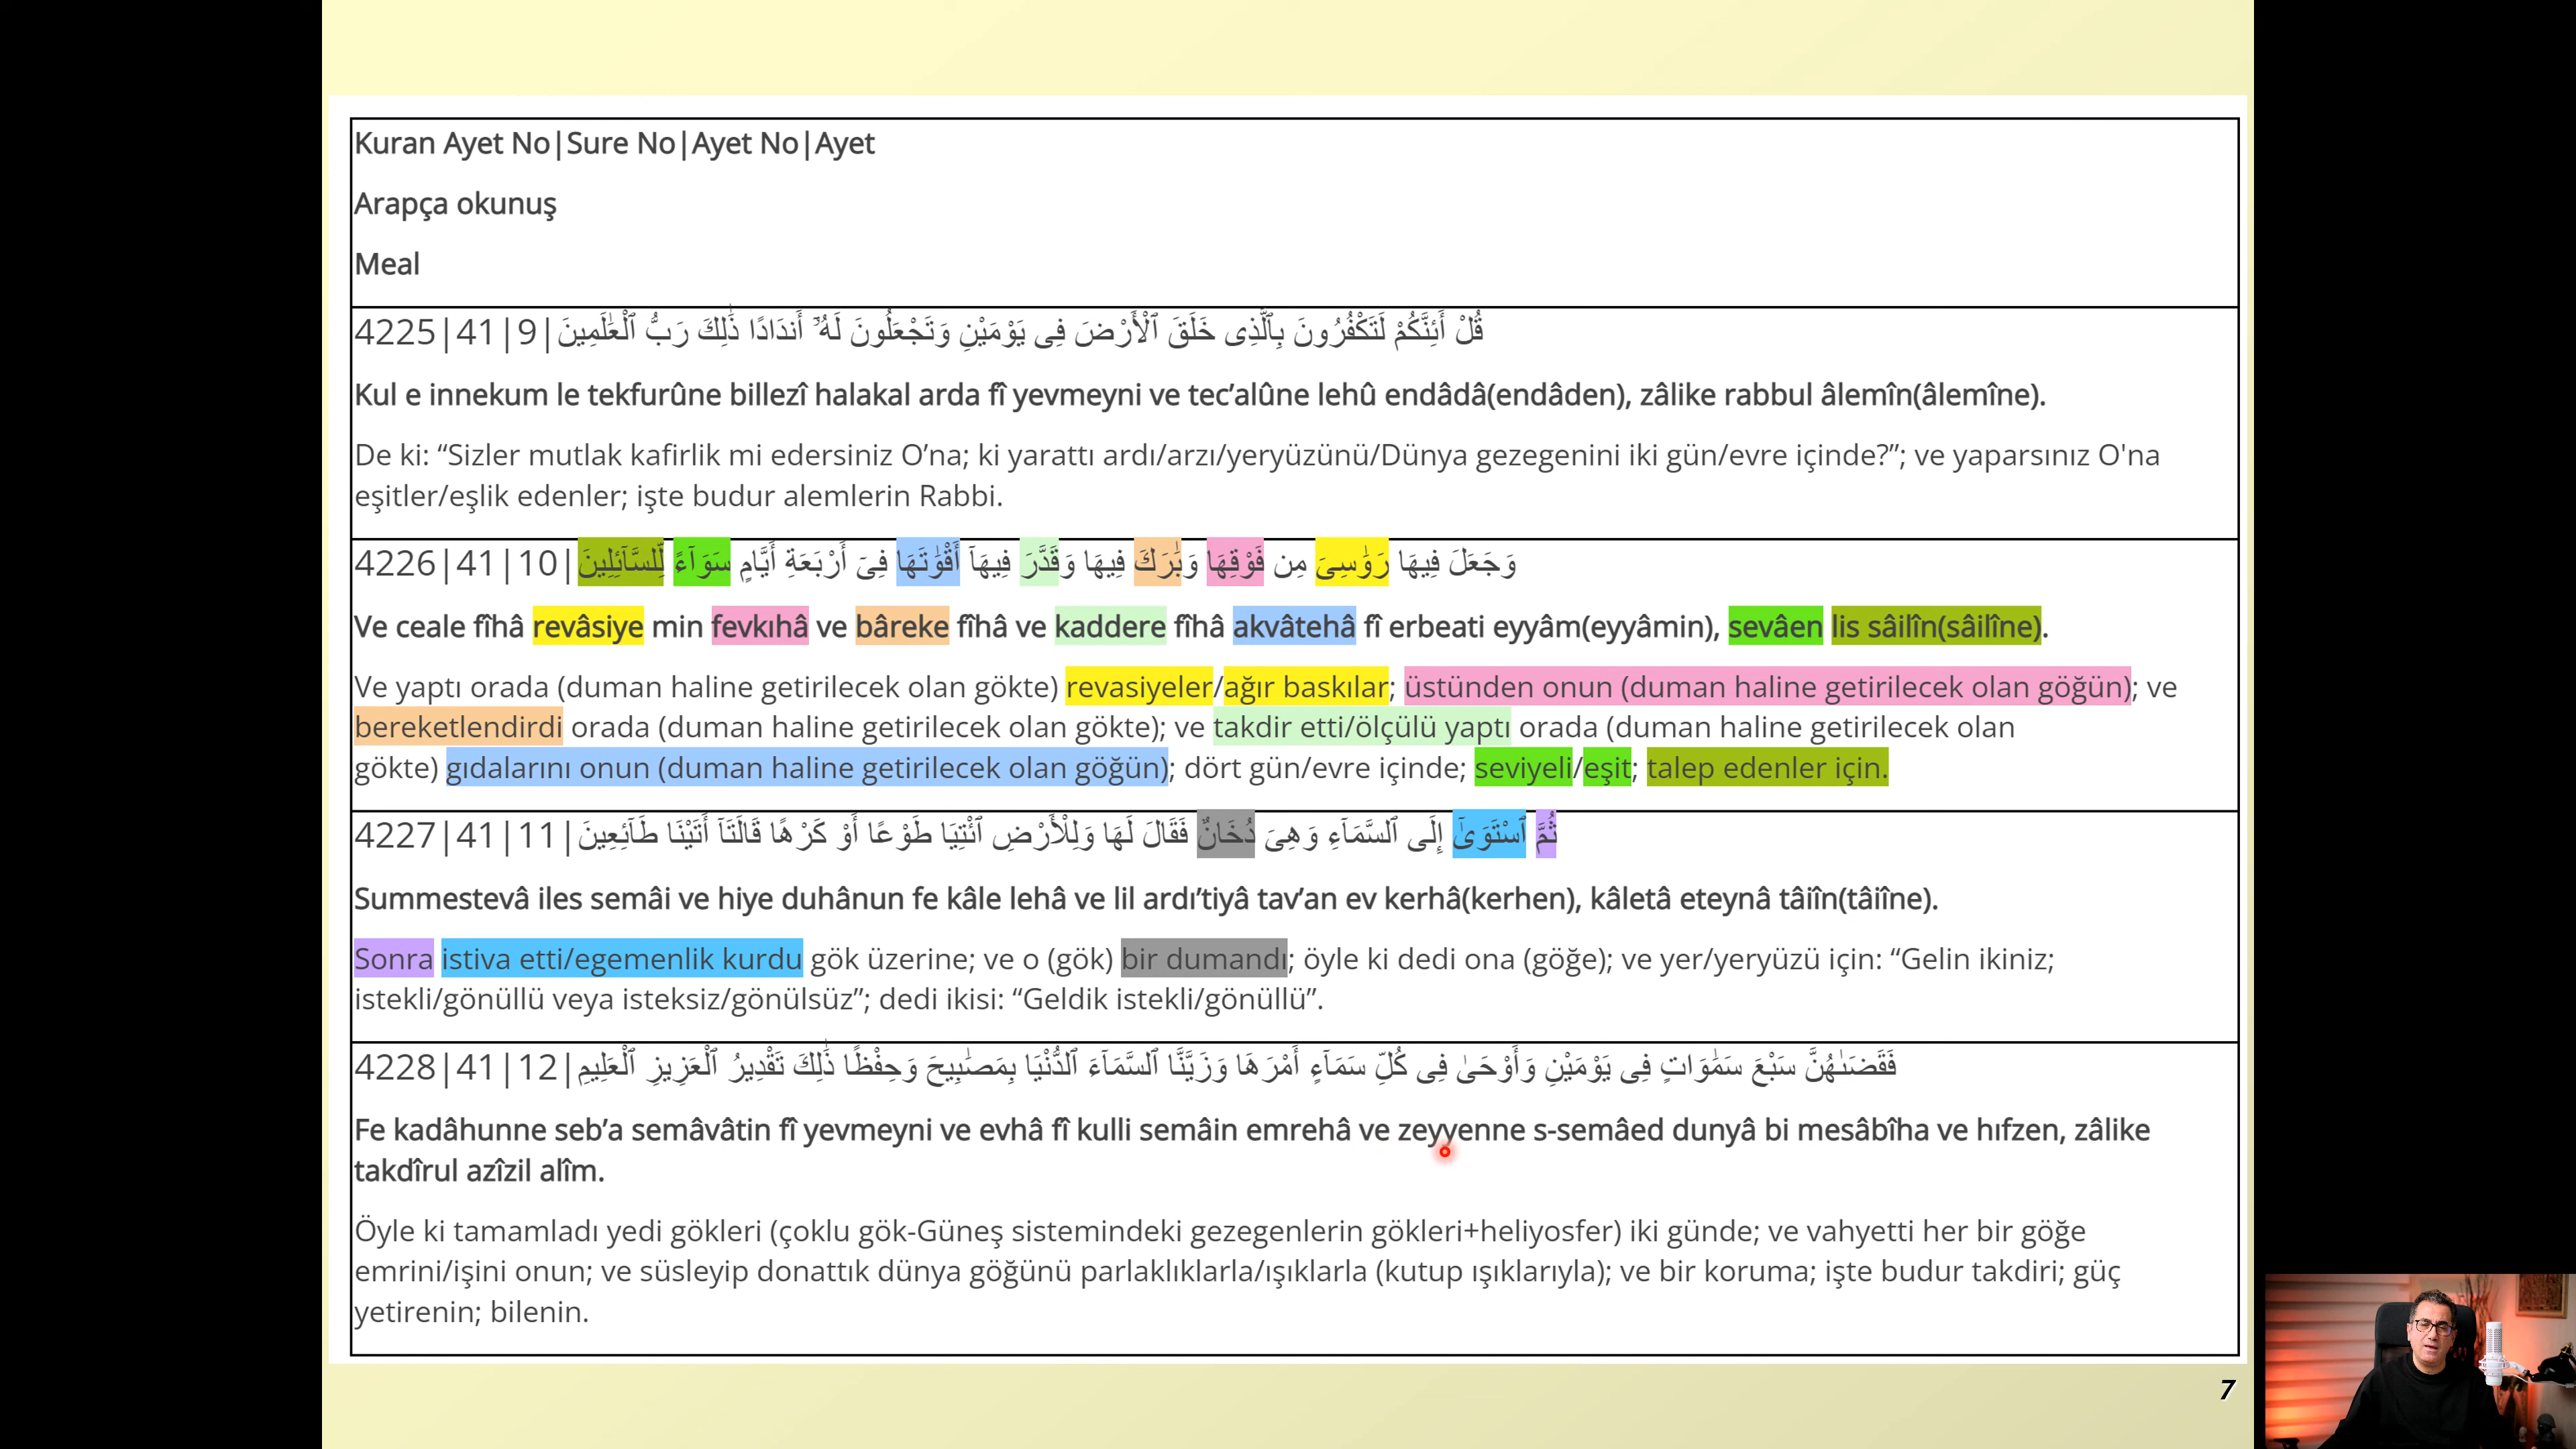 Kuran Ayet No|Sure No|Ayet No|Ayet
Arapça okunuş
Meal
4225|41|9|قُلْ أَئِنَّكُمْ لَتَكْفُرُونَ بِٱلَّذِى خَلَقَ ٱلْأَرْضَ فِى يَوْمَيْنِ وَتَجْعَلُونَ لَهُۥٓ أَندَادًا ذَٰلِكَ رَبُّ ٱلْعَٰلَمِينَ
Kul e innekum le tekfurûne billezî halakal arda fî yevmeyni ve tec’alûne lehû endâdâ(endâden), zâlike rabbul âlemîn(âlemîne).
De ki: “Sizler mutlak kafirlik mi edersiniz O’na; ki yarattı ardı/arzı/yeryüzünü/Dünya gezegenini iki gün/evre içinde?”; ve yaparsınız O'na
eşitler/eşlik edenler; işte budur alemlerin Rabbi.
4226|41|10|وَجَعَلَ فِيهَا رَوَٰسِىَ مِن فَوْقِهَا وَبَٰرَكَ فِيهَا وَقَدَّرَ فِيهَآ أَقْوَٰتَهَا فِىٓ أَرْبَعَةِ أَيَّامٍ سَوَآءً لِّلسَّآئِلِينَ
Ve ceale fîhâ revâsiye min fevkıhâ ve bâreke fîhâ ve kaddere fîhâ akvâtehâ fî erbeati eyyâm(eyyâmin), sevâen lis sâilîn(sâilîne).
Ve yaptı orada (duman haline getirilecek olan gökte) revasiyeler/ağır baskılar; üstünden onun (duman haline getirilecek olan göğün); ve
bereketlendirdi orada (duman haline getirilecek olan gökte); ve takdir etti/ölçülü yaptı orada (duman haline getirilecek olan
gökte) gıdalarını onun (duman haline getirilecek olan göğün); dört gün/evre içinde; seviyeli/eşit; talep edenler için.
4227|41|11|ثُمَّ ٱسْتَوَىٰٓ إِلَى ٱلسَّمَآءِ وَهِىَ دُخَانٌ فَقَالَ لَهَا وَلِلْأَرْضِ ٱئْتِيَا طَوْعًا أَوْ كَرْهًا قَالَتَآ أَتَيْنَا طَآئِعِينَ
Summestevâ iles semâi ve hiye duhânun fe kâle lehâ ve lil ardı’tiyâ tav’an ev kerhâ(kerhen), kâletâ eteynâ tâiîn(tâiîne).
Sonra istiva etti/egemenlik kurdu gök üzerine; ve o (gök) bir dumandı; öyle ki dedi ona (göğe); ve yer/yeryüzü için: “Gelin ikiniz;
istekli/gönüllü veya isteksiz/gönülsüz”; dedi ikisi: “Geldik istekli/gönüllü”.
4228|41|12|فَقَضَىٰهُنَّ سَبْعَ سَمَٰوَاتٍ فِى يَوْمَيْنِ وَأَوْحَىٰ فِى كُلِّ سَمَآءٍ أَمْرَهَا وَزَيَّنَّا ٱلسَّمَآءَ ٱلدُّنْيَا بِمَصَٰبِيحَ وَحِفْظًا ذَٰلِكَ تَقْدِيرُ ٱلْعَزِيزِ ٱلْعَلِيمِ
Fe kadâhunne seb’a semâvâtin fî yevmeyni ve evhâ fî kulli semâin emrehâ ve zeyyenne s-semâed dunyâ bi mesâbîha ve hıfzen, zâlike
takdîrul azîzil alîm.
Öyle ki tamamladı yedi gökleri (çoklu gök-Güneş sistemindeki gezegenlerin gökleri+heliyosfer) iki günde; ve vahyetti her bir göğe
emrini/işini onun; ve süsleyip donattık dünya göğünü parlaklıklarla/ışıklarla (kutup ışıklarıyla); ve bir koruma; işte budur takdiri; güç
yetirenin; bilenin.
7